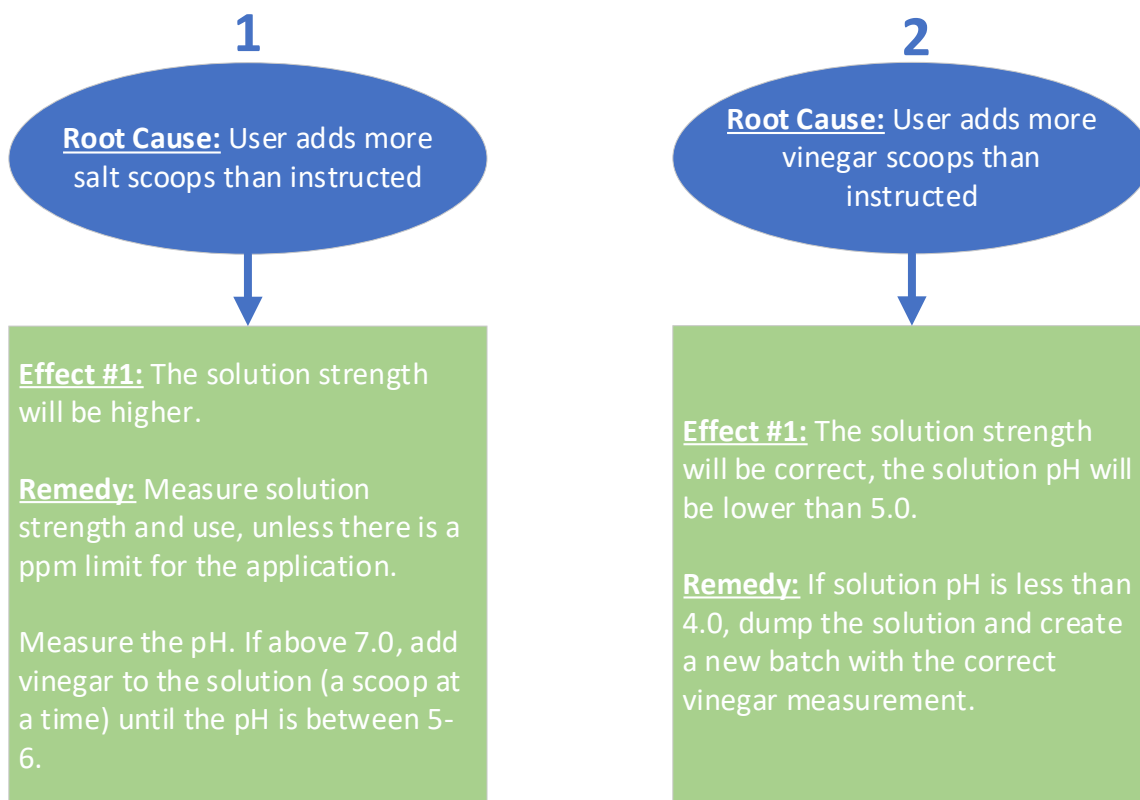 1
Root Cause: User adds more
salt scoops than instructed
Effect #1: The solution strength
will be higher.
Remedy: Measure solution
strength and use, unless there is a
ppm limit for the application.
Measure the pH. If above 7.0, add
vinegar to the solution (a scoop at
a time) until the pH is between 5-
6.
2
Root Cause: User adds more
vinegar scoops than
instructed
Effect #1: The solution strength
will be correct, the solution pH will
be lower than 5.0.
Remedy: If solution pH is less than
4.0, dump the solution and create
a new batch with the correct
vinegar measurement.